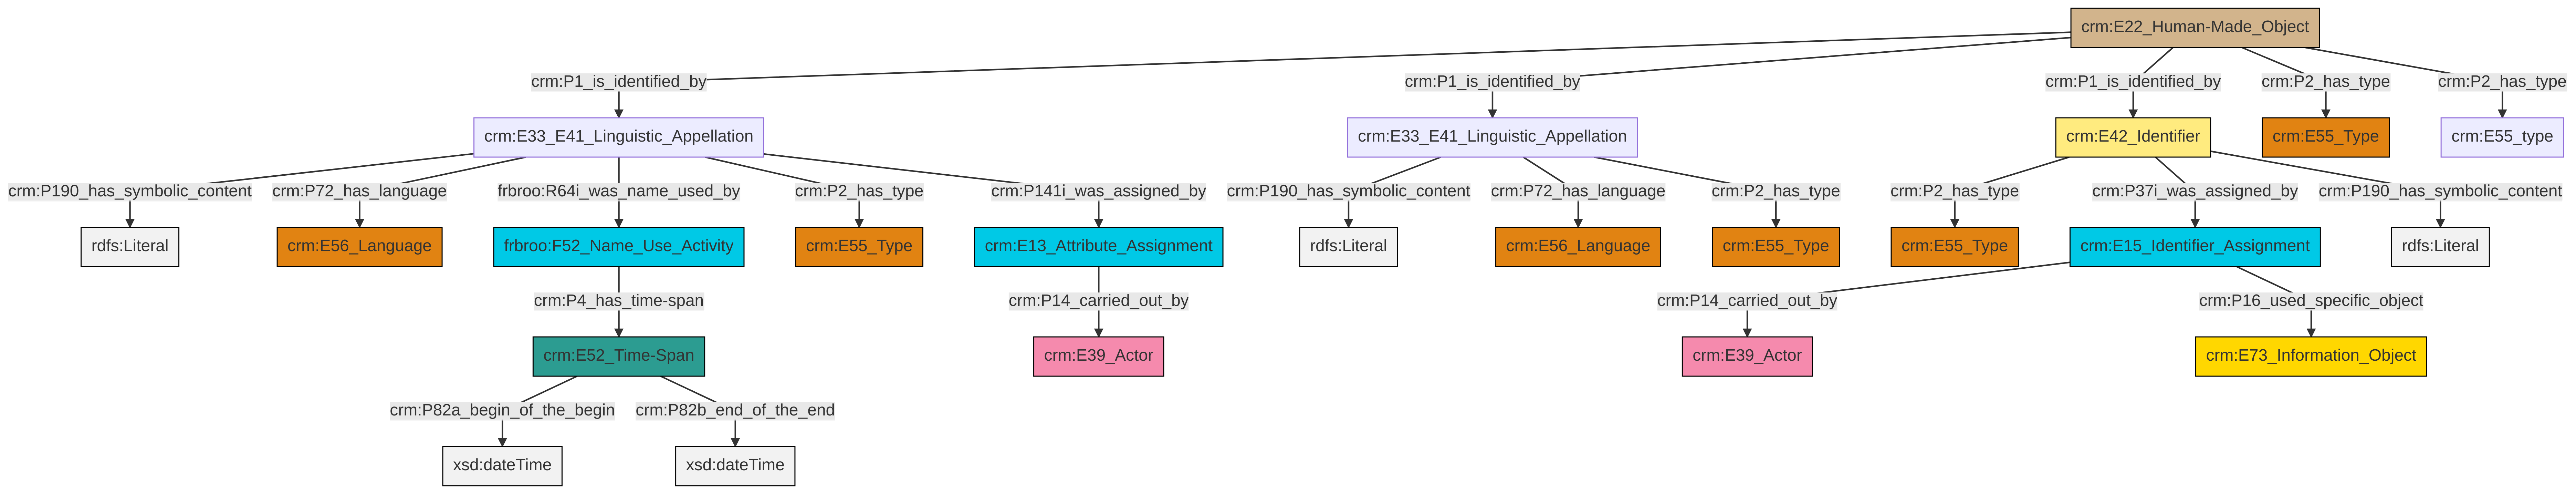 crm:E22_Human-Made_Object
crm:P1_is_identified_by
crm:P1_is_identified_by
crm:P1_is_identified_by
crm:P2_has_type
crm:P2_has_type
crm:E33_E41_Linguistic_Appellation
crm:E33_E41_Linguistic_Appellation
crm:E42_Identifier
crm:E55_Type
crm:E55_type
crm:P190_has_symbolic_content
crm:P72_has_language
frbroo:R64i_was_name_used_by
crm:P2_has_type
crm:P141i_was_assigned_by
crm:P190_has_symbolic_content
crm:P72_has_language
crm:P2_has_type
crm:P2_has_type
crm:P37i_was_assigned_by
crm:P190_has_symbolic_content
rdfs:Literal
crm:E56_Language
frbroo:F52_Name_Use_Activity
crm:E55_Type
crm:E13_Attribute_Assignment
rdfs:Literal
crm:E56_Language
crm:E55_Type
crm:E55_Type
crm:E15_Identifier_Assignment
rdfs:Literal
crm:P4_has_time-span
crm:P14_carried_out_by
crm:P14_carried_out_by
crm:P16_used_specific_object
crm:E52_Time-Span
crm:E39_Actor
crm:E39_Actor
crm:E73_Information_Object
crm:P82a_begin_of_the_begin
crm:P82b_end_of_the_end
xsd:dateTime
xsd:dateTime